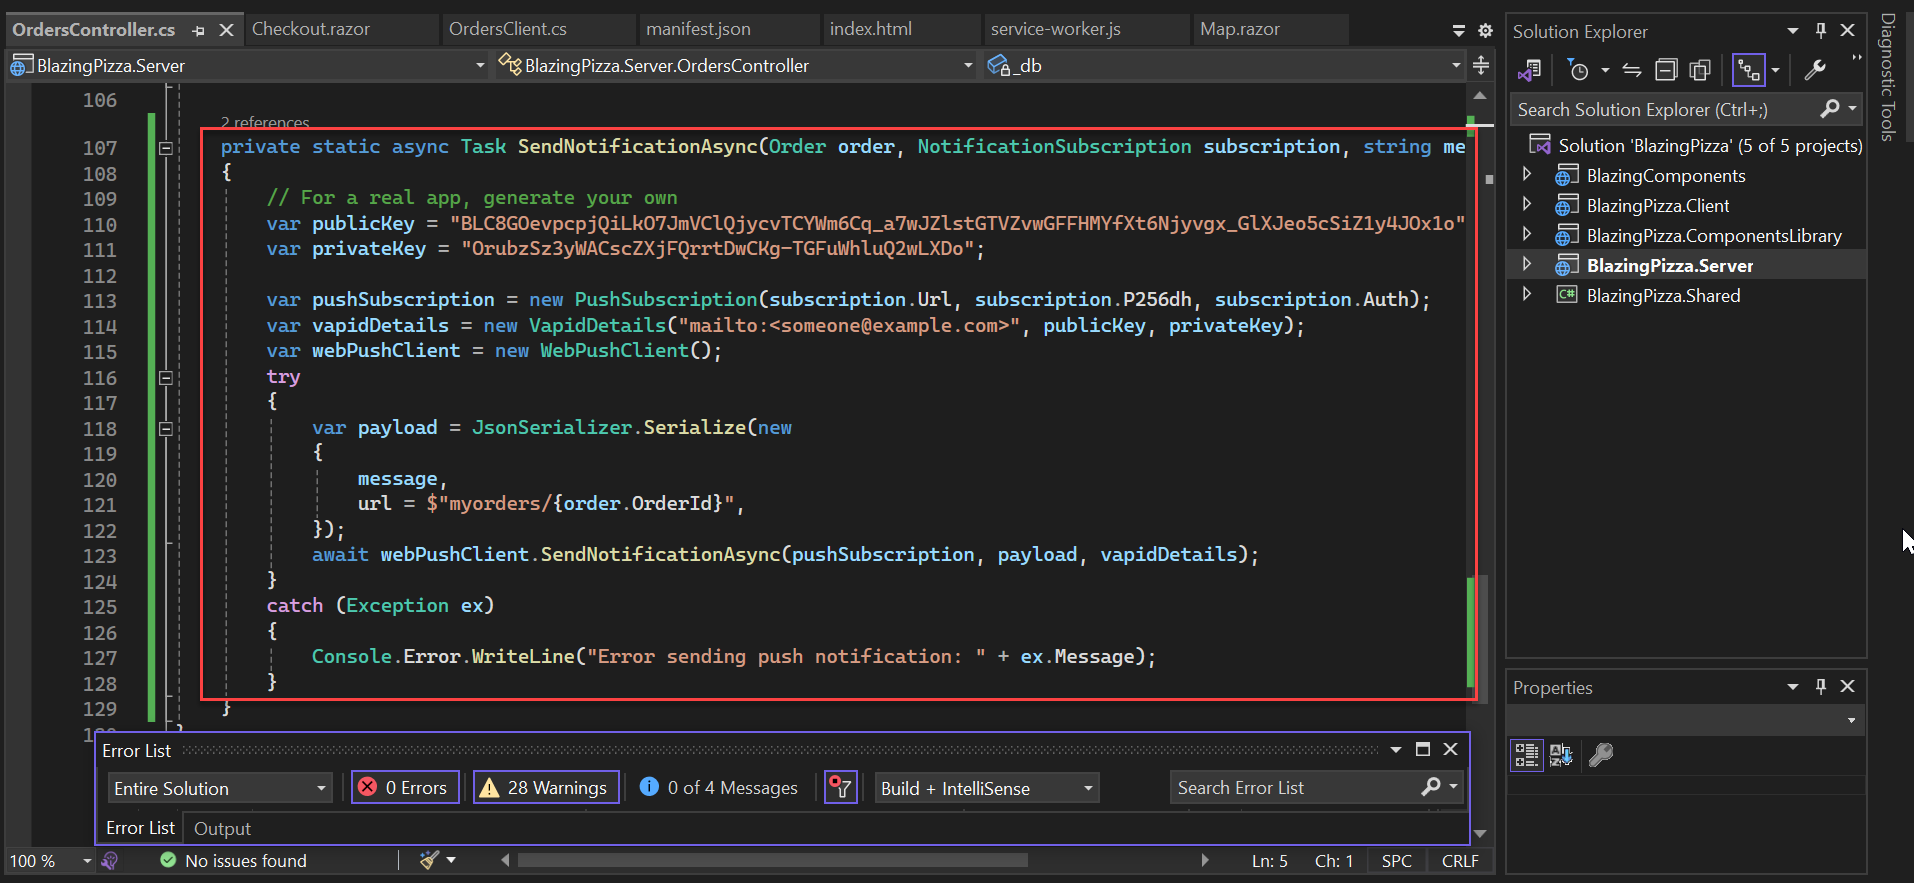 OrdersController.cs
Checkout.razor
OrdersClient.cs
manifest.json
index.html
service-worker.js
Map.razor
BlazingPizza.Server
BlazingPizza.Server.OrdersController
_db
106
2 references
107 private static async Task SendNotificationAsync(Order order, NotificationSubscription subscription, string me
108 {
109 // For a real app, generate your own
110 var publicKey = "BLC8GOevpcpjQiLkO7JmVClQjycvTCYWm6Cq_a7wJZlstGTVZvwGFFHMYfXt6Njyvgx_GlXJeo5cSiZ1y4JOx1o"
111 var privateKey = "OrubzSz3yWACscZXjFQrrtDwCKg-TGFuWhluQ2wLXDo";
112
113 var pushSubscription = new PushSubscription(subscription.Url, subscription.P256dh, subscription.Auth);
114 var vapidDetails = new VapidDetails("mailto:<someone@example.com>", publicKey, privateKey);
115 var webPushClient = new WebPushClient();
116 try
117 {
118 var payload = JsonSerializer.Serialize(new
119 {
120 message,
121 url = $"myorders/{order.OrderId}",
122 });
123 await webPushClient.SendNotificationAsync(pushSubscription, payload, vapidDetails);
124 }
125 catch (Exception ex)
126 {
127 Console.Error.WriteLine("Error sending push notification: " + ex.Message);
128 }
129 }
Error List
Entire Solution
0 Errors
28 Warnings
0 of 4 Messages
Build + IntelliSense
Search Error List
Error List
Output
100 %
No issues found
Ln: 5
Ch: 1
SPC
CRLF
Solution Explorer
Search Solution Explorer (Ctrl+;)
Solution 'BlazingPizza' (5 of 5 projects)
BlazingComponents
BlazingPizza.Client
BlazingPizza.ComponentsLibrary
BlazingPizza.Server
C# BlazingPizza.Shared
Properties
Diagnostic Tools